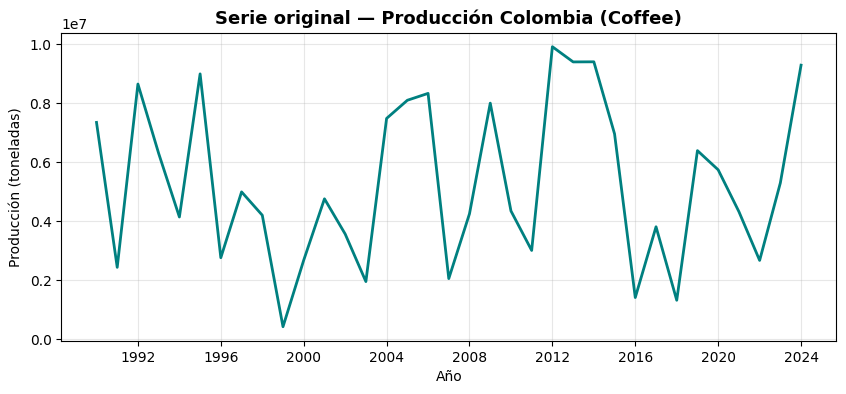 Serie original — Producción Colombia (Coffee)
1e7
1.0
0.8
0.6
0.4
0.2
0.0
Producción (toneladas)
1992 1996 2000 2004 2008 2012 2016 2020 2024
Año